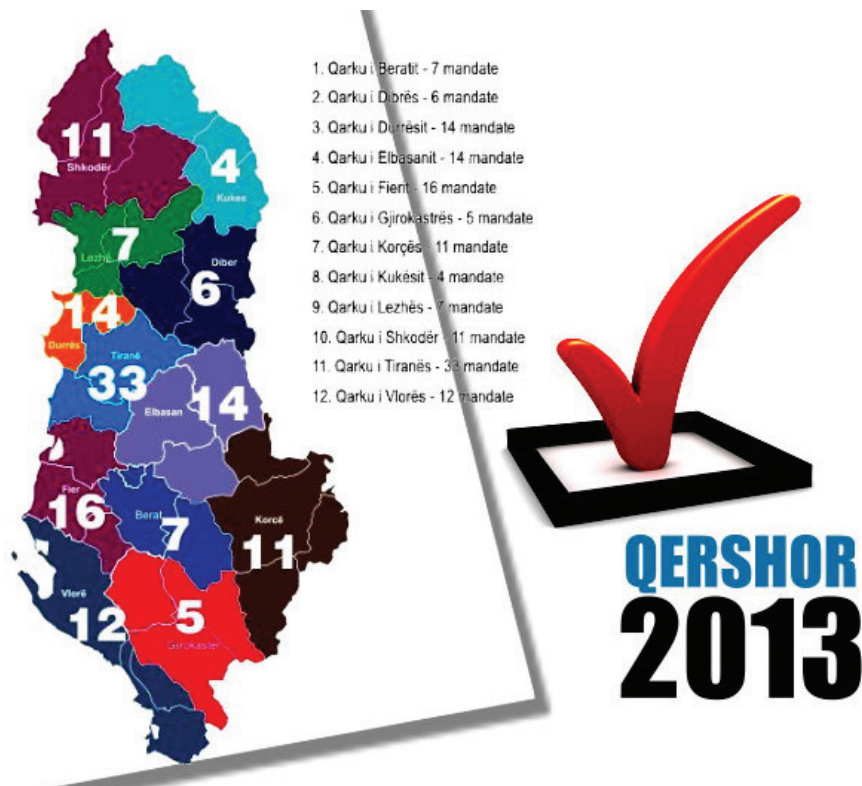 11
Shkodër
4
Kukes
7
Lezhë
Diber
6
14
Durrës
Tiranë
33
Elbasan
14
Fier
16
Berat
7
Korcë
11
Vlorë
12
5
Gjirokaster
1. Qarku i Beratit - 7 mandate
2. Qarku i Dibrës - 6 mandate
3. Qarku i Durrësit - 14 mandate
4. Qarku i Elbasanit - 14 mandate
5. Qarku i Fierit - 16 mandate
6. Qarku i Gjirokastrës - 5 mandate
7. Qarku i Korçës - 11 mandate
8. Qarku i Kukësit - 4 mandate
9. Qarku i Lezhës - 7 mandate
10. Qarku i Shkodër - 11 mandate
11. Qarku i Tiranës - 33 mandate
12. Qarku i Vlorës - 12 mandate
QERSHOR
2013